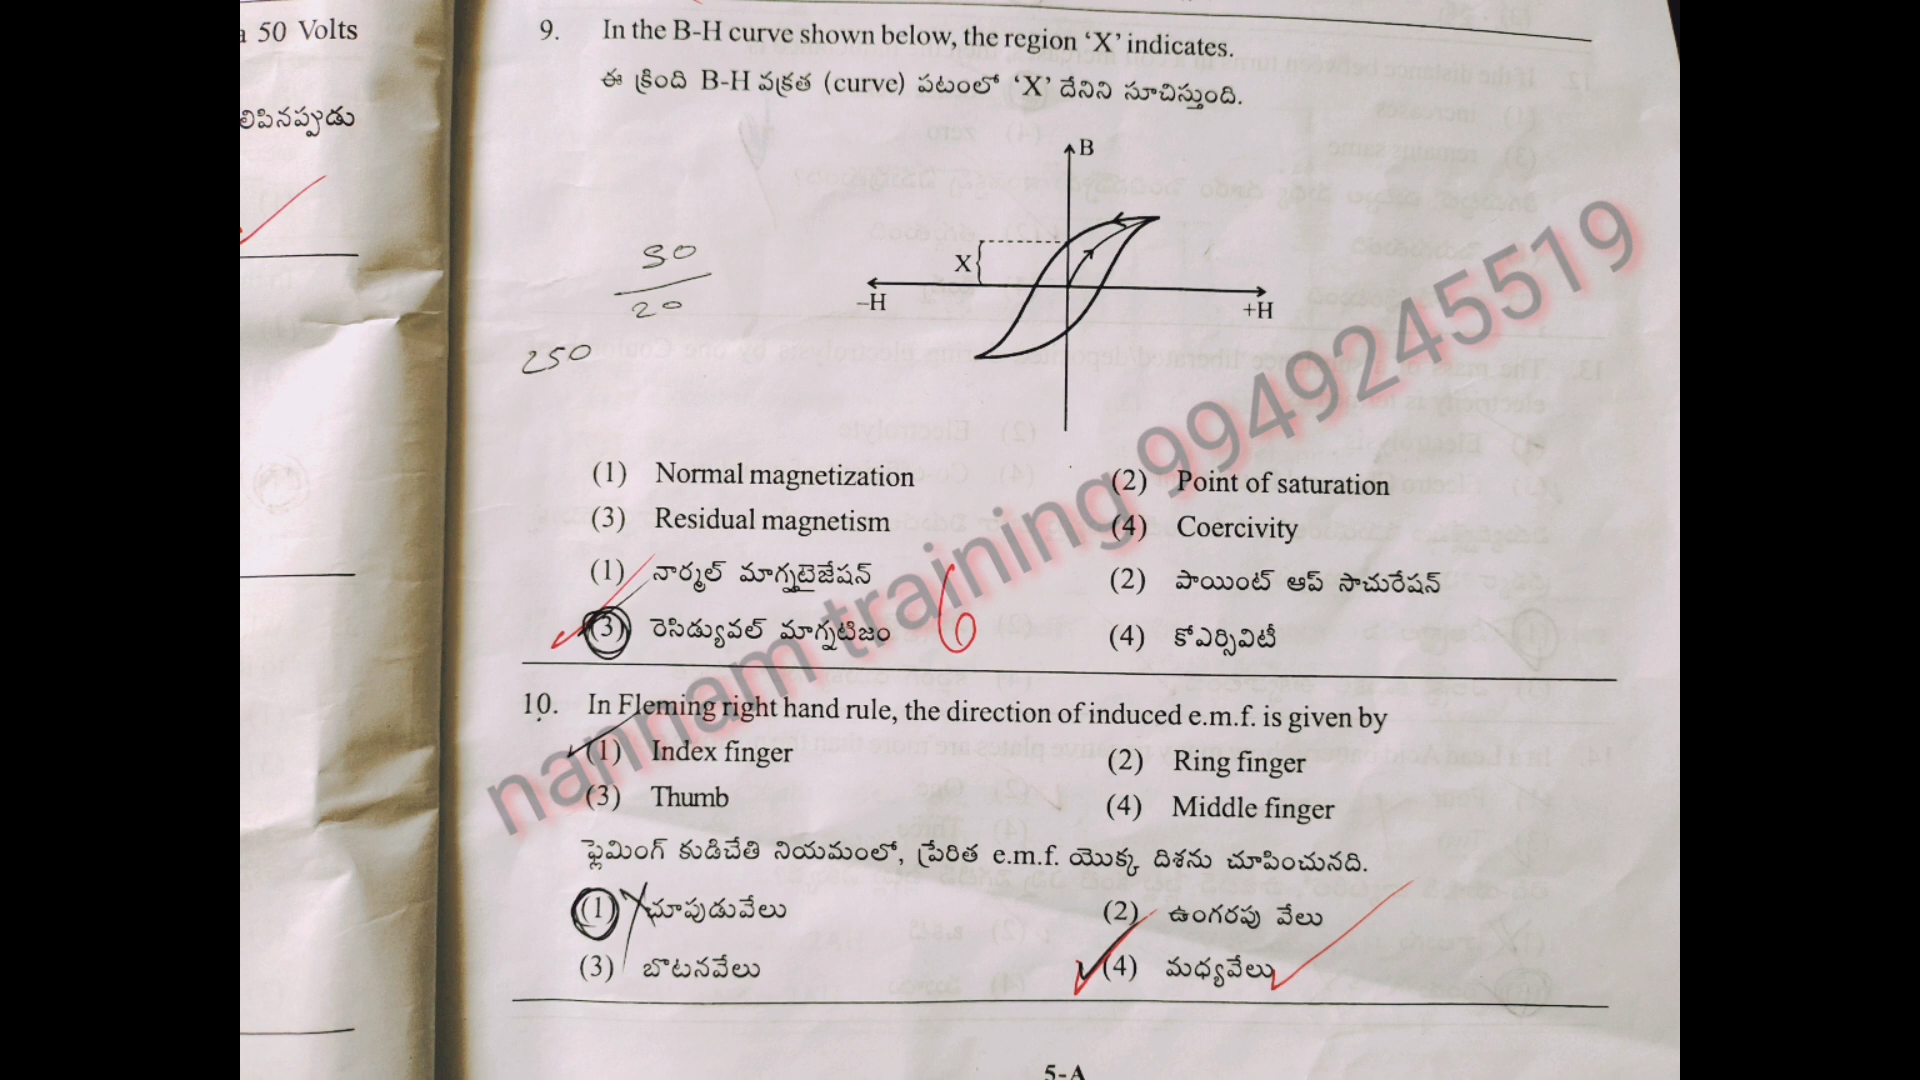 a 50 Volts
లిపినప్పుడు
9. In the B-H curve shown below, the region ‘X’ indicates.
ఈ క్రింది B-H వక్రత (curve) పటంలో ‘X’ దేనిని సూచిస్తుంది.
B
X
–H
+H
50
20
250
(1) Normal magnetization (2) Point of saturation
(3) Residual magnetism (4) Coercivity
(1) నార్మల్ మాగ్నటైజేషన్ (2) పాయింట్ ఆప్ సాచురేషన్
(3) రెసిడ్యువల్ మాగ్నటిజం (4) కోఎర్సివిటీ
6
10. In Fleming right hand rule, the direction of induced e.m.f. is given by
(1) Index finger (2) Ring finger
(3) Thumb (4) Middle finger
ఫ్లెమింగ్ కుడిచేతి నియమంలో, ప్రేరిత e.m.f. యొక్క దిశను చూపించునది.
(1) చూపుడువేలు (2) ఉంగరపు వేలు
(3) బొటనవేలు (4) మధ్యవేలు
5-A
nannam training 9949245519